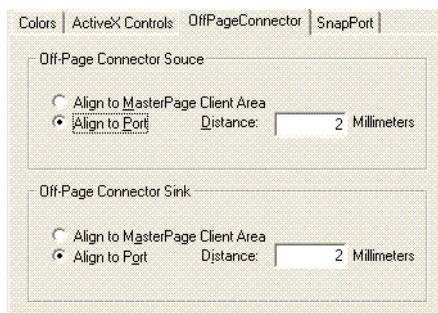 Colors ActiveX Controls OffPageConnector SnapPort
Off-Page Connector Souce
Align to MasterPage Client Area
Align to Port Distance: 2 Millimeters
Off-Page Connector Sink
Align to MasterPage Client Area
Align to Port Distance: 2 Millimeters